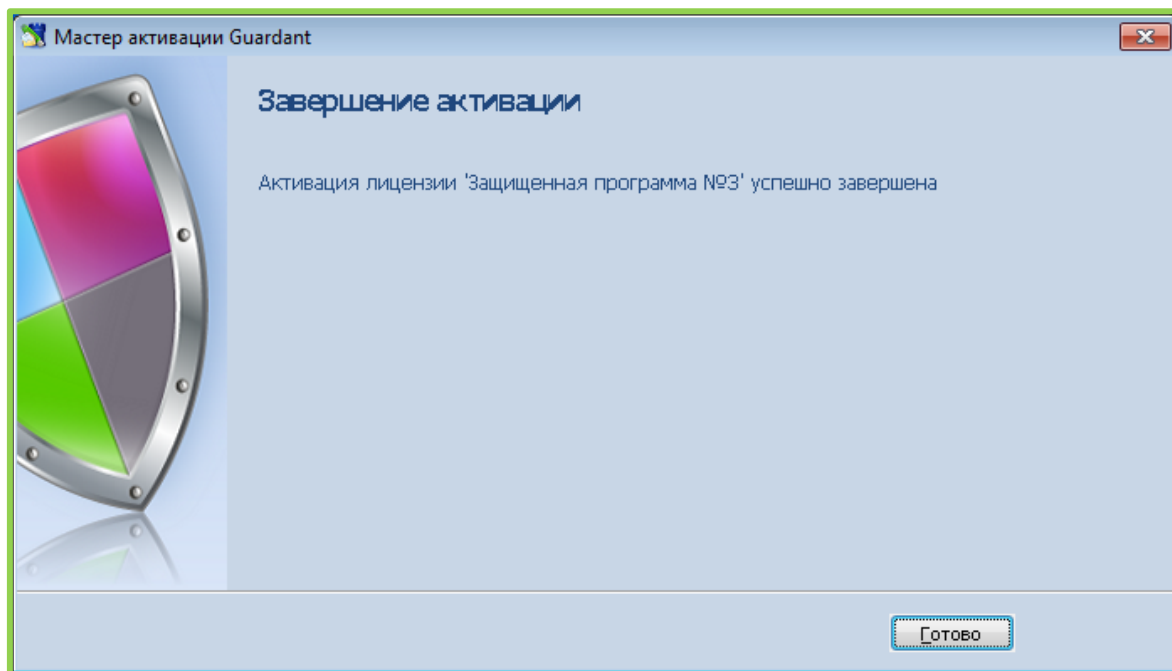 Мастер активации Guardant
Завершение активации
Активация лицензии 'Защищенная программа №3' успешно завершена
Готово